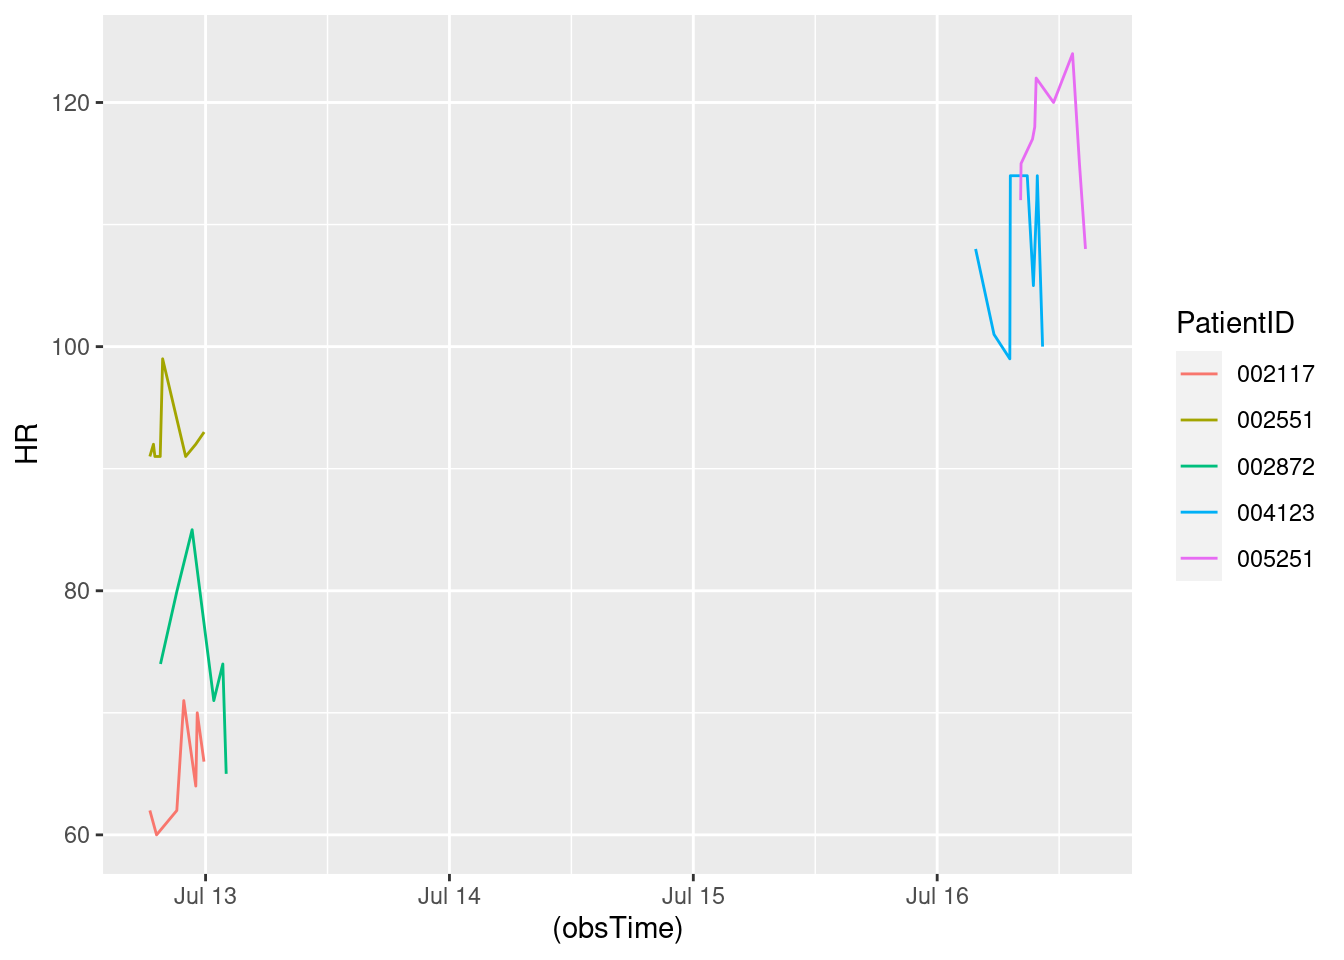 120
100
80
60
HR
Jul 13
Jul 14
Jul 15
Jul 16
(obsTime)
PatientID
002117
002551
002872
004123
005251